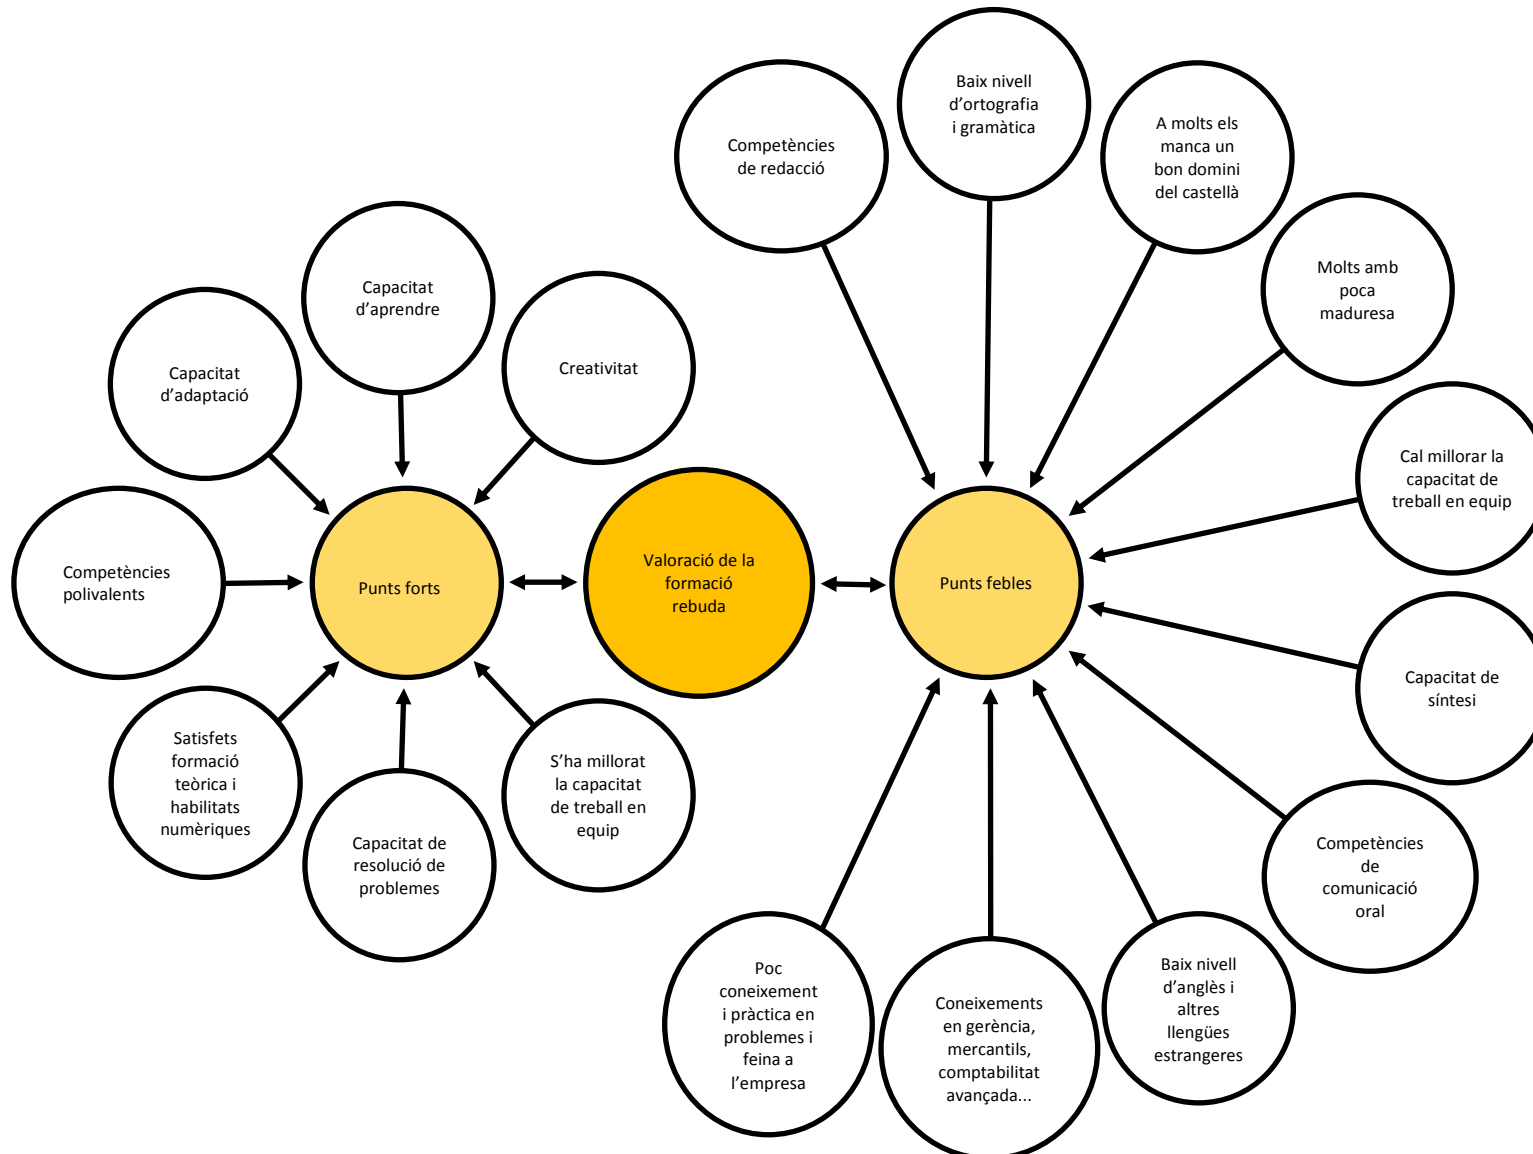 Baix nivell
d’ortografia
i gramàtica
Competències
de redacció
A molts els
manca un
bon domini
del castellà
Molts amb
poca
maduresa
Capacitat
d’aprendre
Creativitat
Capacitat
d’adaptació
Cal millorar la
capacitat de
treball en equip
Competències
polivalents
Punts forts
Valoració de la
formació
rebuda
Punts febles
Capacitat de
síntesi
Satisfets
formació
teòrica i
habilitats
numèriques
Capacitat de
resolució de
problemes
S’ha millorat
la capacitat
de treball en
equip
Competències
de
comunicació
oral
Poc
coneixement
i pràctica en
problemes i
feina a
l’empresa
Coneixements
en gerència,
mercantils,
comptabilitat
avançada...
Baix nivell
d’anglès i
altres
llengües
estrangeres